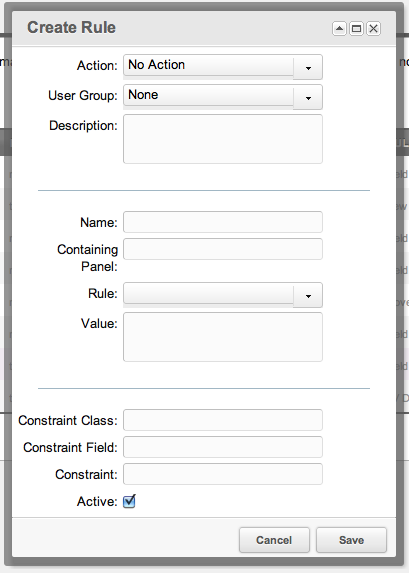 Create Rule
Action: No Action
User Group: None
Description:
Name:
Containing
Panel:
Rule:
Value:
Constraint Class:
Constraint Field:
Constraint:
Active:
Cancel Save